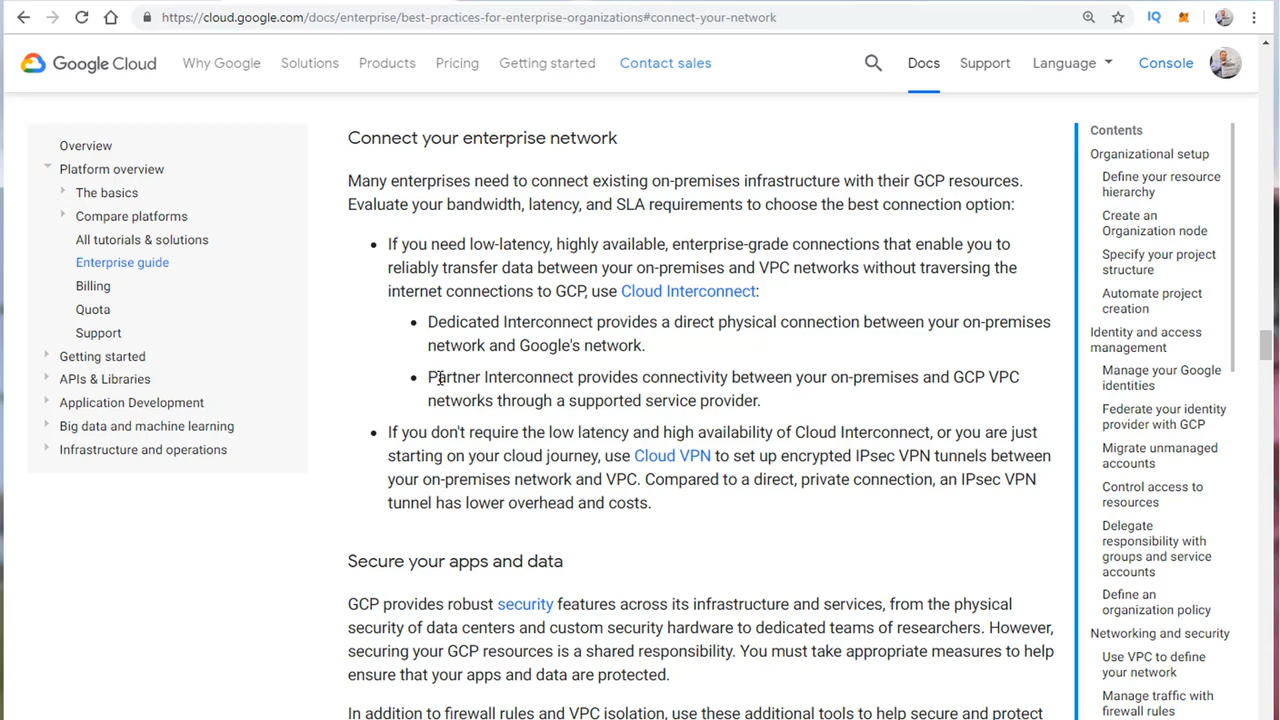 https://cloud.google.com/docs/enterprise/best-practices-for-enterprise-organizations#connect-your-network
IQ
Google Cloud Why Google Solutions Products Pricing Getting started Contact sales Docs Support Language Console
Overview
Platform overview
The basics
Compare platforms
All tutorials & solutions
Enterprise guide
Billing
Quota
Support
Getting started
APIs & Libraries
Application Development
Big data and machine learning
Infrastructure and operations
Connect your enterprise network
Many enterprises need to connect existing on-premises infrastructure with their GCP resources.
Evaluate your bandwidth, latency, and SLA requirements to choose the best connection option:
If you need low-latency, highly available, enterprise-grade connections that enable you to
reliably transfer data between your on-premises and VPC networks without traversing the
internet connections to GCP, use Cloud Interconnect:
Dedicated Interconnect provides a direct physical connection between your on-premises
network and Google's network.
Partner Interconnect provides connectivity between your on-premises and GCP VPC
networks through a supported service provider.
If you don't require the low latency and high availability of Cloud Interconnect, or you are just
starting on your cloud journey, use Cloud VPN to set up encrypted IPsec VPN tunnels between
your on-premises network and VPC. Compared to a direct, private connection, an IPsec VPN
tunnel has lower overhead and costs.
Secure your apps and data
GCP provides robust security features across its infrastructure and services, from the physical
security of data centers and custom security hardware to dedicated teams of researchers. However,
securing your GCP resources is a shared responsibility. You must take appropriate measures to help
ensure that your apps and data are protected.
In addition to firewall rules and VPC isolation, use these additional tools to help secure and protect
Contents
Organizational setup
Define your resource
hierarchy
Create an
Organization node
Specify your project
structure
Automate project
creation
Identity and access
management
Manage your Google
identities
Federate your identity
provider with GCP
Migrate unmanaged
accounts
Control access to
resources
Delegate
responsibility with
groups and service
accounts
Define an
organization policy
Networking and security
Use VPC to define
your network
Manage traffic with
firewall rules